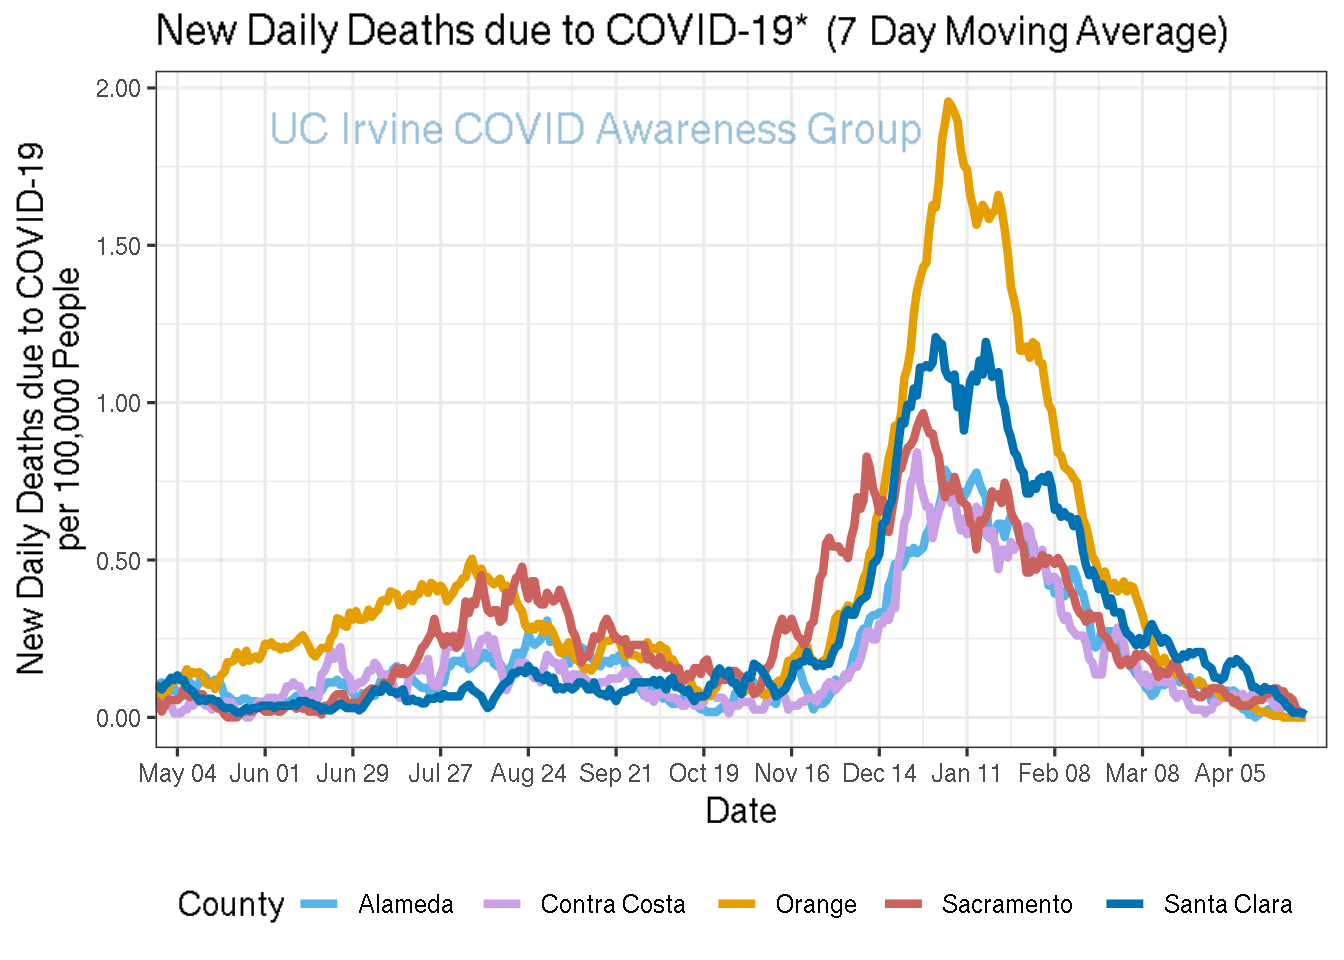 New Daily Deaths due to COVID-19* (7 Day Moving Average)
UC Irvine COVID Awareness Group
New Daily Deaths due to COVID-19
per 100,000 People
2.00
1.50
1.00
0.50
0.00
May 04 Jun 01 Jun 29 Jul 27 Aug 24 Sep 21 Oct 19 Nov 16 Dec 14 Jan 11 Feb 08 Mar 08 Apr 05
Date
County Alameda Contra Costa Orange Sacramento Santa Clara